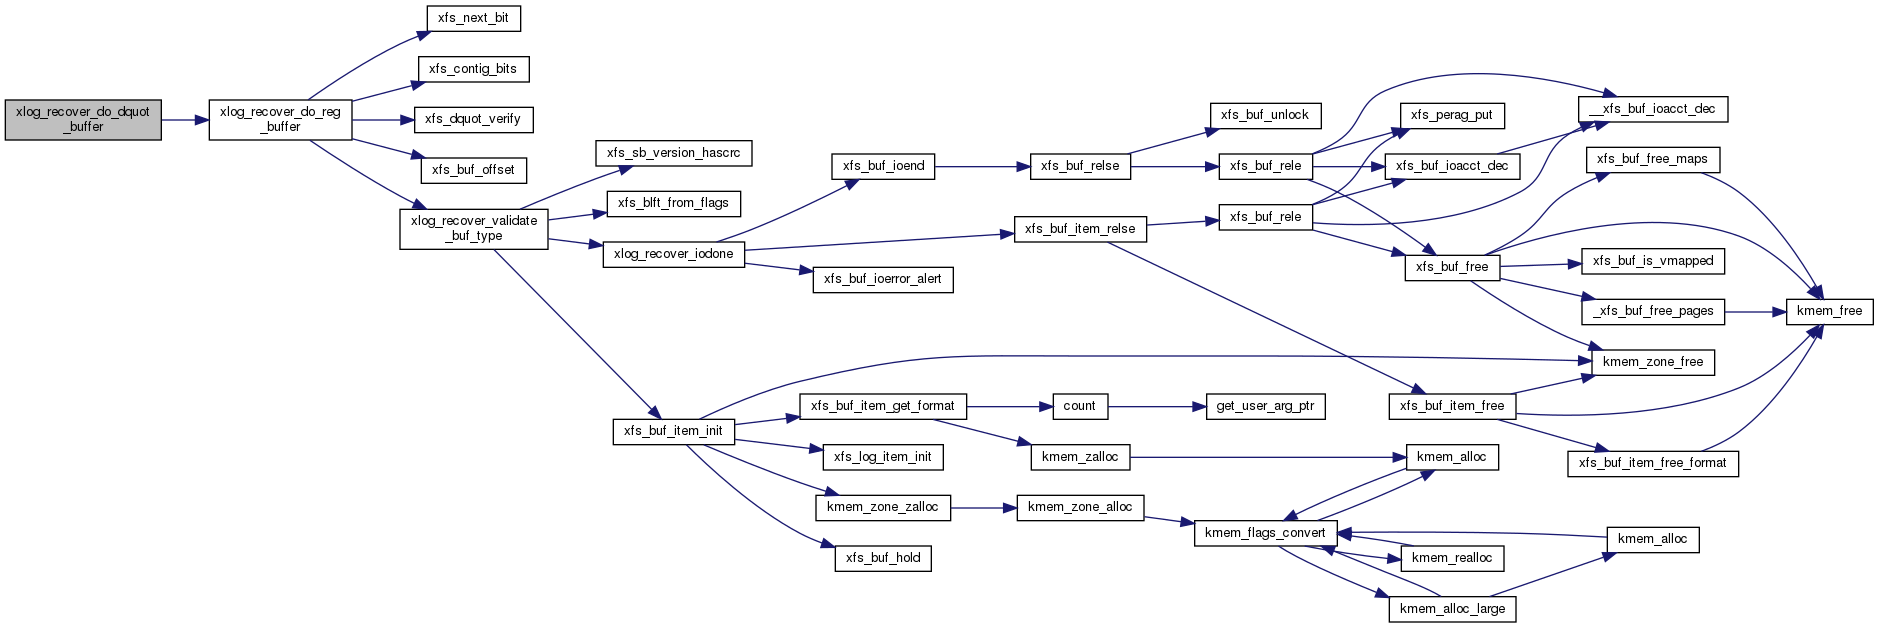 xfs_next_bit
xfs_contig_bits
xlog_recover_do_dquot
_buffer
xlog_recover_do_reg
_buffer
xfs_dquot_verify
xfs_buf_offset
xlog_recover_validate
_buf_type
xfs_sb_version_hascrc
xfs_blft_from_flags
xlog_recover_iodone
xfs_buf_item_init
xfs_buf_ioend
xfs_buf_ioerror_alert
xfs_buf_item_get_format
xfs_log_item_init
kmem_zone_zalloc
xfs_buf_hold
xfs_buf_relse
xfs_buf_item_relse
count
kmem_zalloc
kmem_zone_alloc
xfs_buf_unlock
xfs_buf_rele
xfs_buf_rele
get_user_arg_ptr
kmem_flags_convert
xfs_perag_put
xfs_buf_ioacct_dec
xfs_buf_free
xfs_buf_item_free
kmem_alloc
kmem_realloc
kmem_alloc_large
__xfs_buf_ioacct_dec
xfs_buf_free_maps
xfs_buf_is_vmapped
_xfs_buf_free_pages
kmem_zone_free
xfs_buf_item_free_format
kmem_alloc
kmem_free